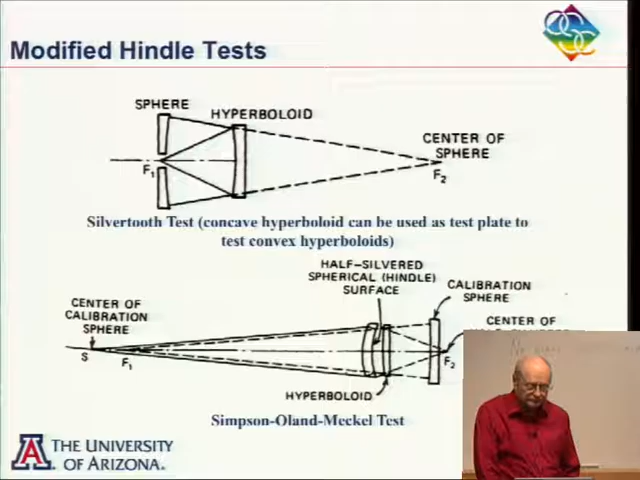 Modified Hindle Tests
SPHERE
HYPERBOLOID
CENTER OF
SPHERE
F1
F2
Silvertooth Test (concave hyperboloid can be used as test plate to
test convex hyperboloids)
HALF-SILVERED
SPHERICAL (HINDLE)
SURFACE
CALIBRATION
SPHERE
CENTER OF
CALIBRATION
SPHERE
CENTER OF
S
F1
F2
HYPERBOLOID
Simpson-Oland-Meckel Test
THE UNIVERSITY
OF ARIZONA.